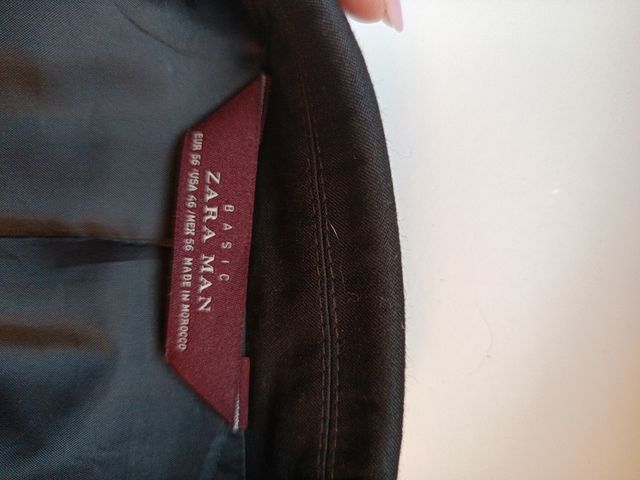 BASIC
ZARA MAN
EUR 56 /USA 46 /MEX 56 MADE IN MOROCCO